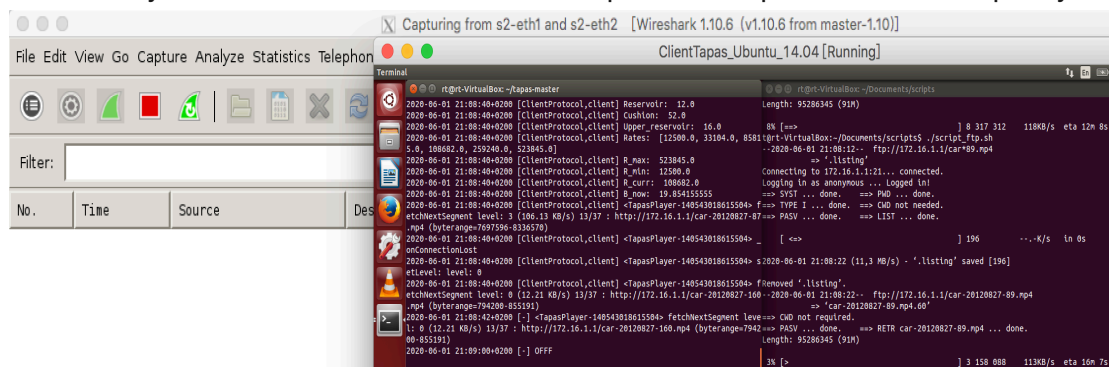 Capturing from s2-eth1 and s2-eth2 [Wireshark 1.10.6 (v1.10.6 from master-1.10)]
File Edit View Go Capture Analyze Statistics Telephon
Filter:
No. Time Source Des
ClientTapas_Ubuntu_14.04 [Running]
Terminal
En
rt@rt-VirtualBox: ~/tapas-master
2020-06-01 21:08:40+0200 [ClientProtocol,client] Reservoir: 12.0
2020-06-01 21:08:40+0200 [ClientProtocol,client] Cushion: 52.0
2020-06-01 21:08:40+0200 [ClientProtocol,client] Upper_reservoir: 16.0
2020-06-01 21:08:40+0200 [ClientProtocol,client] Rates: [12500.0, 33104.0, 8581
5.0, 108682.0, 259240.0, 523845.0]
2020-06-01 21:08:40+0200 [ClientProtocol,client] R_max: 523845.0
2020-06-01 21:08:40+0200 [ClientProtocol,client] R_min: 12500.0
2020-06-01 21:08:40+0200 [ClientProtocol,client] R_curr: 108682.0
2020-06-01 21:08:40+0200 [ClientProtocol,client] B_now: 19.854155555
2020-06-01 21:08:40+0200 [ClientProtocol,client] <TapasPlayer-140543018615504> f
etchNextSegment level: 3 (106.13 KB/s) 13/37 : http://172.16.1.1/car-20120827-87
.mp4 (byterange=7697596-8336570)
2020-06-01 21:08:40+0200 [ClientProtocol,client] <TapasPlayer-140543018615504> _
onConnectionLost
2020-06-01 21:08:40+0200 [ClientProtocol,client] <TapasPlayer-140543018615504> s
etLevel: level: 0
2020-06-01 21:08:40+0200 [ClientProtocol,client] <TapasPlayer-140543018615504> f
etchNextSegment level: 0 (12.21 KB/s) 13/37 : http://172.16.1.1/car-20120827-160
.mp4 (byterange=794200-855191)
2020-06-01 21:08:42+0200 [-] <TapasPlayer-140543018615504> fetchNextSegment leve
l: 0 (12.21 KB/s) 13/37 : http://172.16.1.1/car-20120827-160.mp4 (byterange=7942
00-855191)
2020-06-01 21:09:00+0200 [-] OFFF
rt@rt-VirtualBox: ~/Documents/scripts
Length: 95286345 (91M)
8% [==> ] 8 317 312 118KB/s eta 12m 8s
rt@rt-VirtualBox:~/Documents/scripts$ ./script_ftp.sh
--2020-06-01 21:08:12-- ftp://172.16.1.1/car*89.mp4
=> '.listing'
Connecting to 172.16.1.1:21... connected.
Logging in as anonymous ... Logged in!
==> SYST ... done. ==> PWD ... done.
==> TYPE I ... done. ==> CWD not needed.
==> PASV ... done. ==> LIST ... done.
[ <=> ] 196 --.-K/s in 0s
2020-06-01 21:08:22 (11,3 MB/s) - '.listing' saved [196]
Removed '.listing'.
--2020-06-01 21:08:22-- ftp://172.16.1.1/car-20120827-89.mp4
=> 'car-20120827-89.mp4.60'
==> CWD not required.
==> PASV ... done. ==> RETR car-20120827-89.mp4 ... done.
Length: 95286345 (91M)
3% [> ] 3 158 088 113KB/s eta 16m 7s